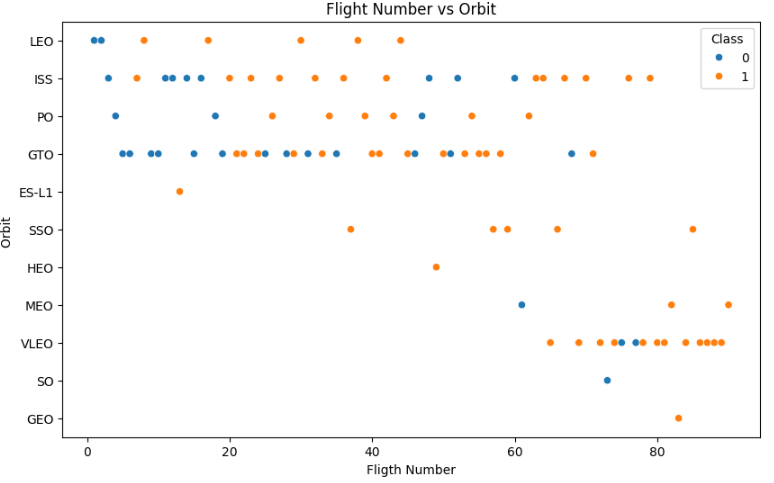 Flight Number vs Orbit
Class
0
1
LEO
ISS
PO
GTO
ES-L1
SSO
HEO
MEO
VLEO
SO
GEO
Orbit
0 20 40 60 80
Fligth Number